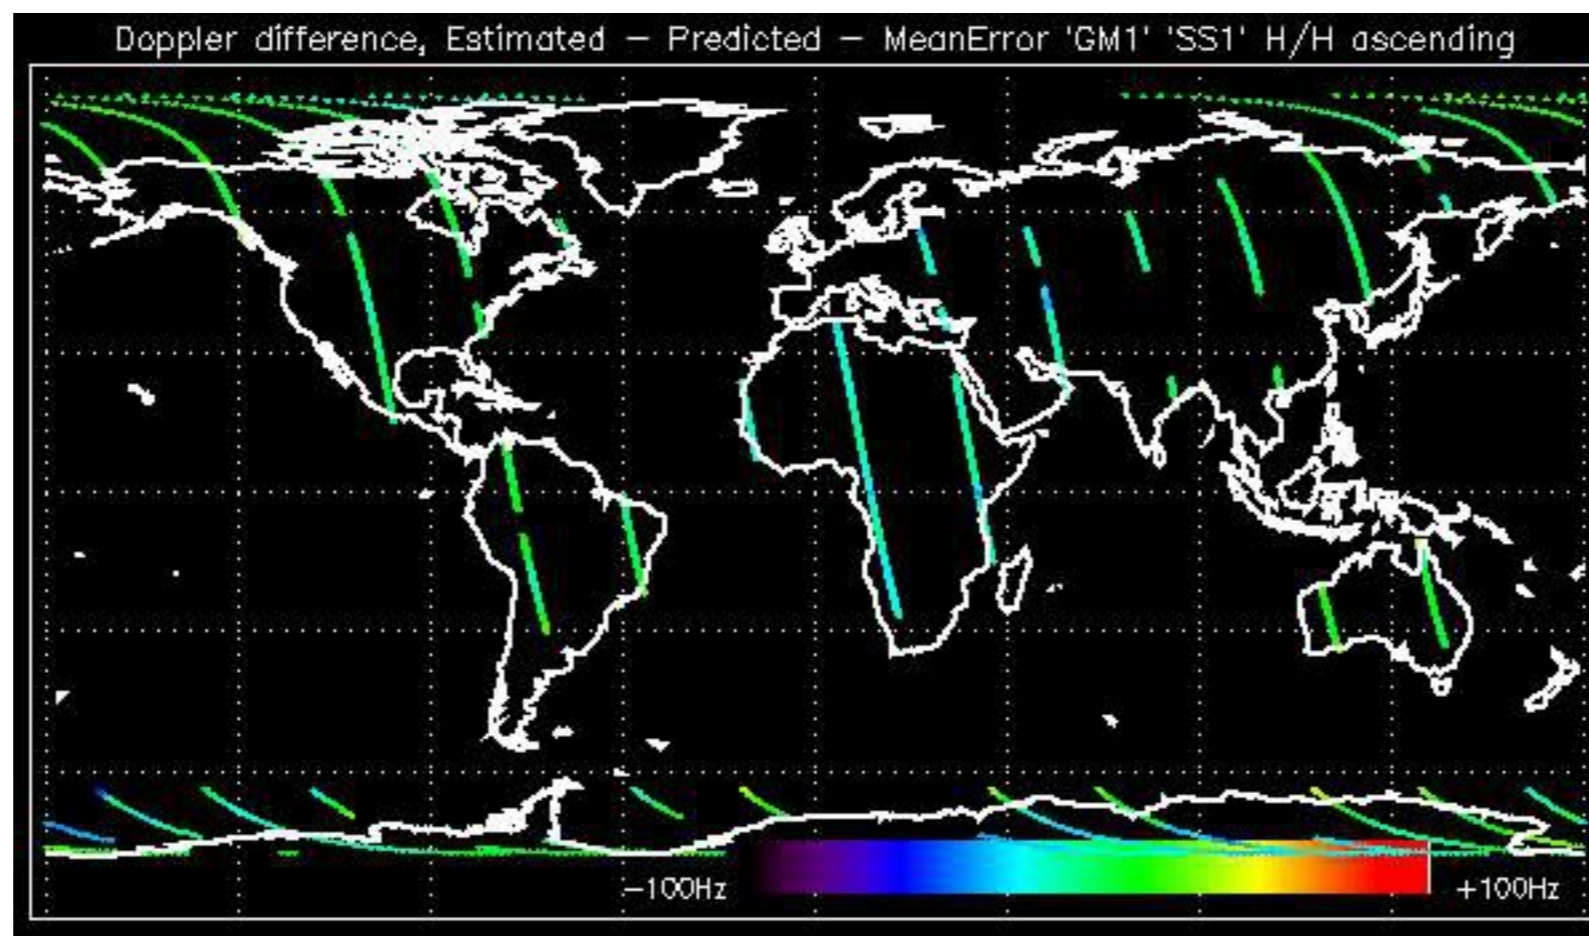 Doppler difference, Estimated – Predicted – MeanError 'GM1' 'SS1' H/H ascending
–100Hz +100Hz